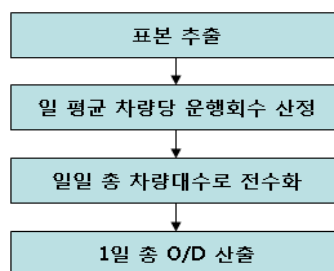 표본 추출
일 평균 차량당 운행회수 산정
일일 총 차량대수로 전수화
1일 총 O/D 산출